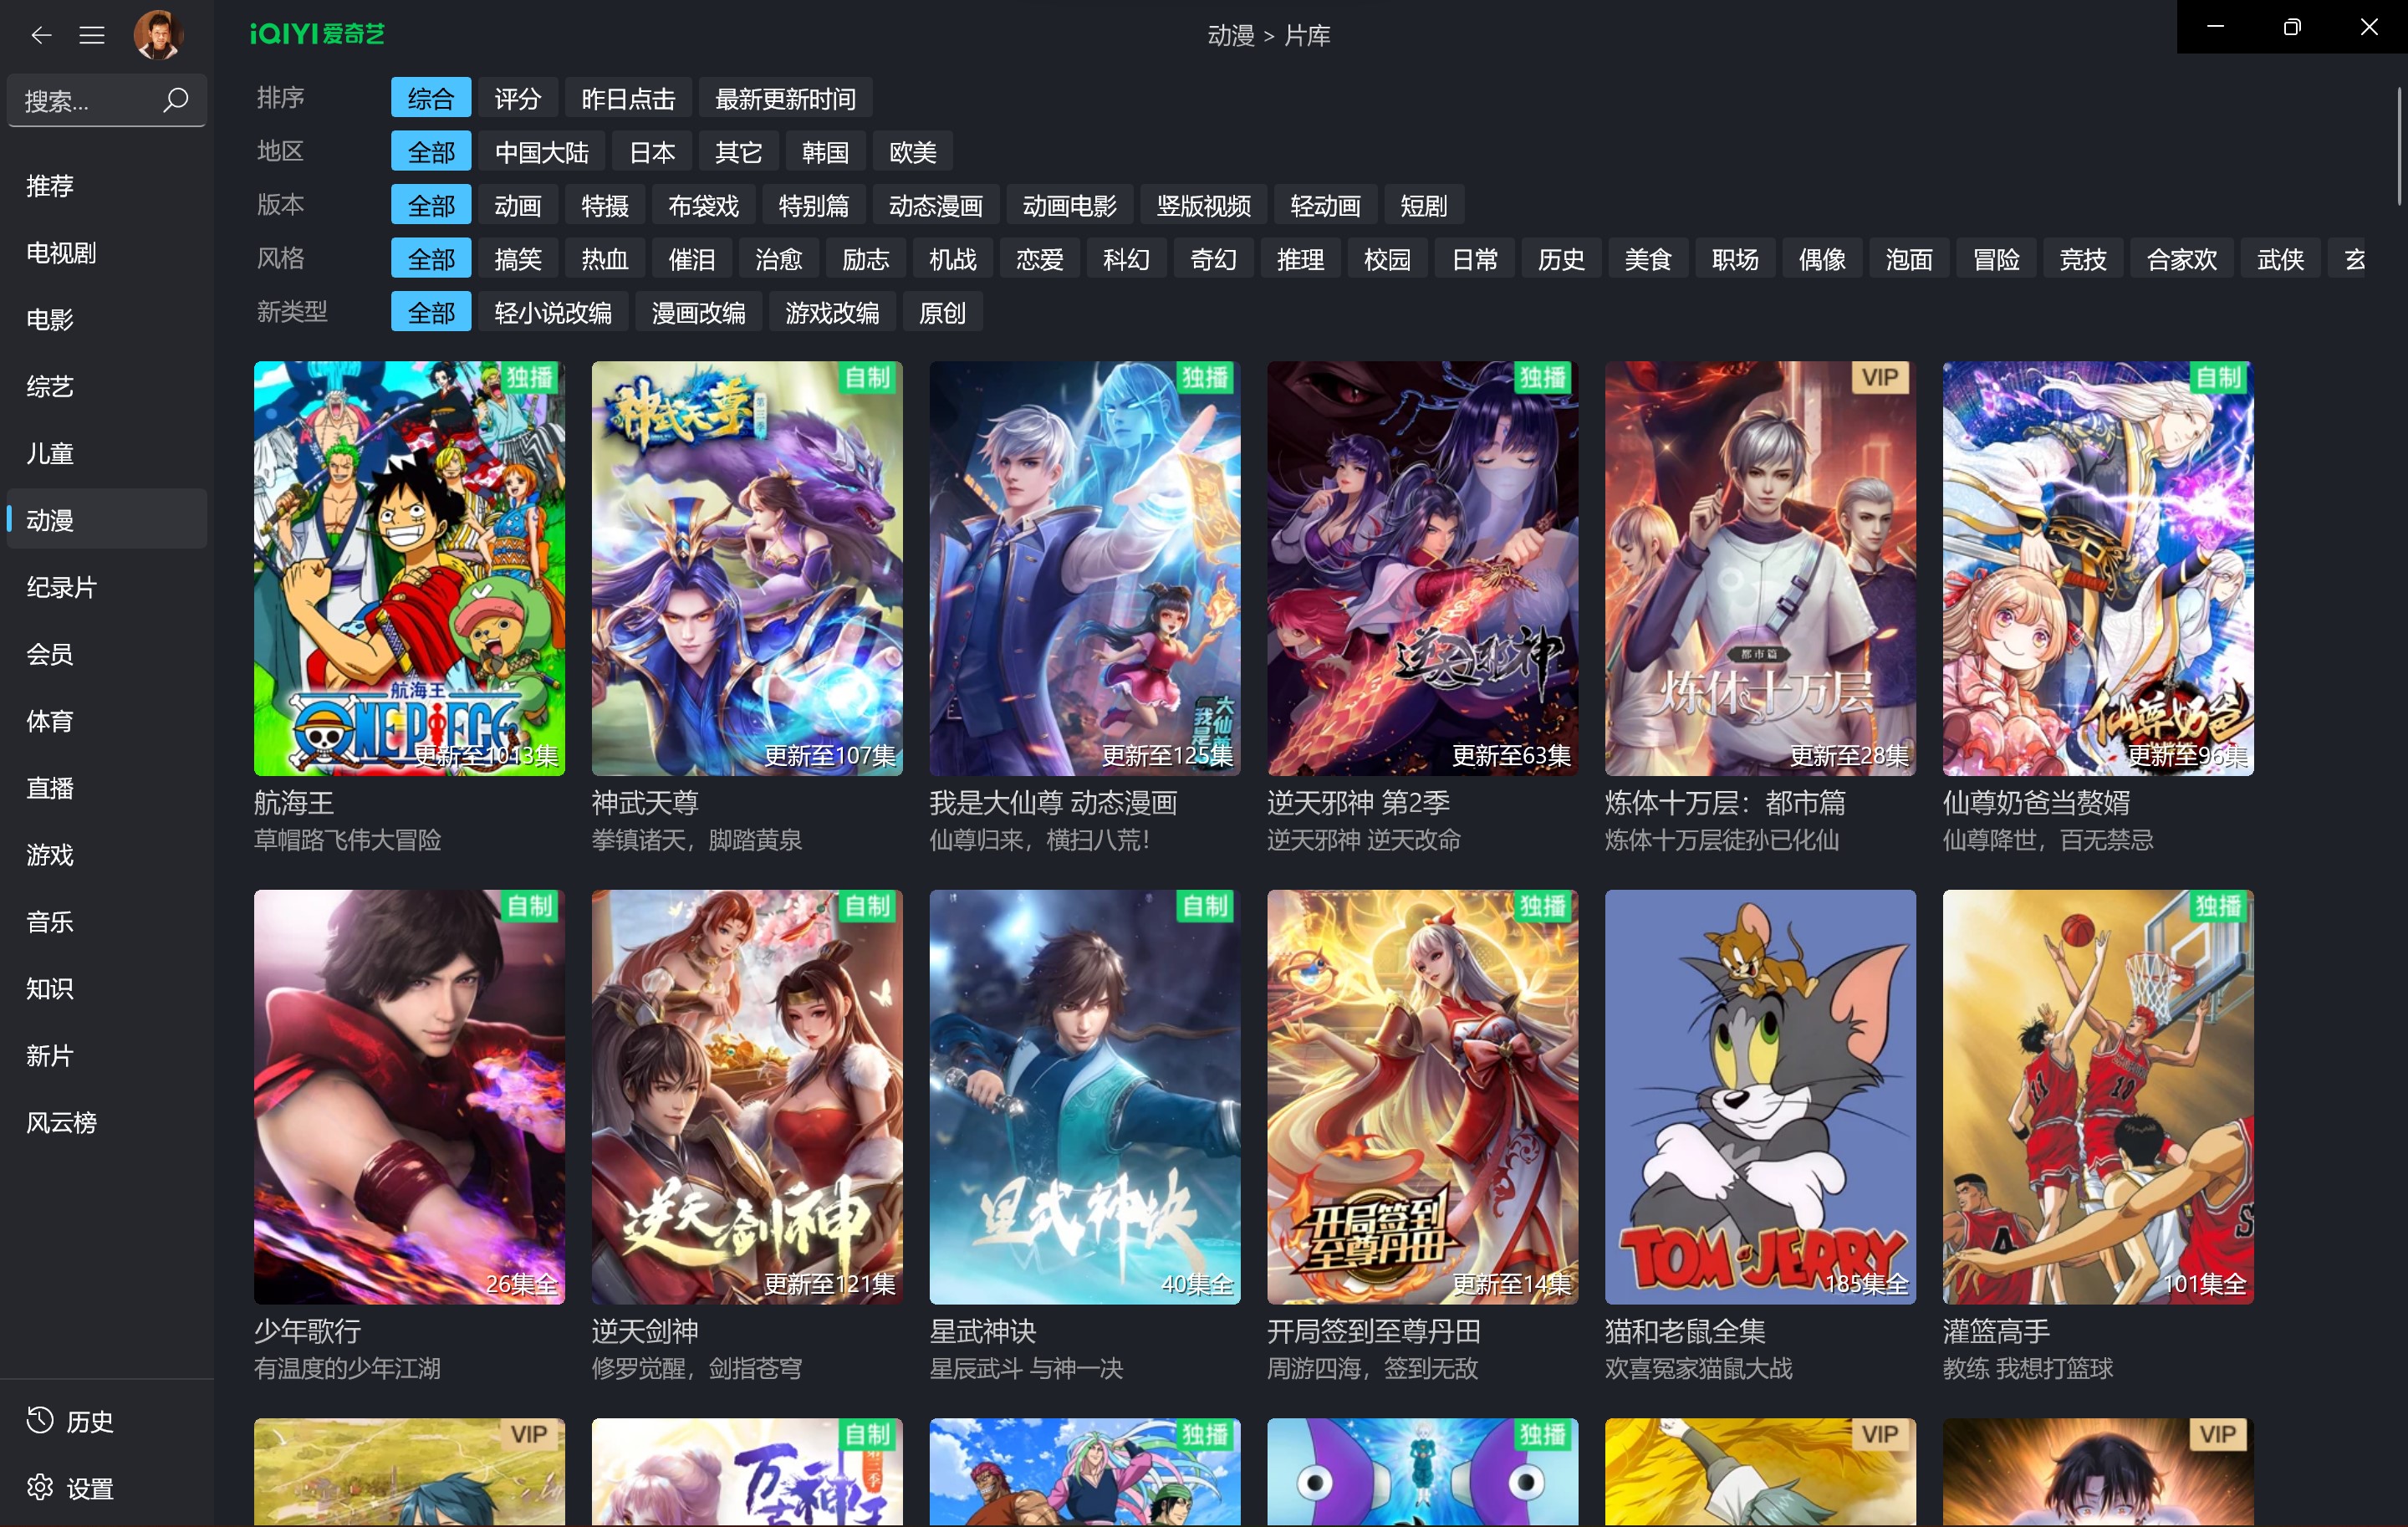 iQIYI 爱奇艺
动漫 > 片库
搜索...
推荐
电视剧
电影
综艺
儿童
动漫
纪录片
会员
体育
直播
游戏
音乐
知识
新片
风云榜
历史
设置
排序 综合 评分 昨日点击 最新更新时间
地区 全部 中国大陆 日本 其它 韩国 欧美
版本 全部 动画 特摄 布袋戏 特别篇 动态漫画 动画电影 竖版视频 轻动画 短剧
风格 全部 搞笑 热血 催泪 治愈 励志 机战 恋爱 科幻 奇幻 推理 校园 日常 历史 美食 职场 偶像 泡面 冒险 竞技 合家欢 武侠 玄
新类型 全部 轻小说改编 漫画改编 游戏改编 原创
独播
航海王
ONE PIECE
更新至1013集
航海王
草帽路飞伟大冒险
自制
神武天尊
第三季
更新至107集
神武天尊
拳镇诸天，脚踏黄泉
独播
我是大仙尊
更新至125集
我是大仙尊 动态漫画
仙尊归来，横扫八荒！
独播
逆天邪神
更新至63集
逆天邪神 第2季
逆天邪神 逆天改命
VIP
都市篇
炼体十万层
更新至28集
炼体十万层：都市篇
炼体十万层徒孙已化仙
自制
仙尊奶爸
更新至96集
仙尊奶爸当赘婿
仙尊降世，百无禁忌
自制
26集全
少年歌行
有温度的少年江湖
自制
逆天剑神
更新至121集
逆天剑神
修罗觉醒，剑指苍穹
自制
星武神诀
40集全
星武神诀
星辰武斗 与神一决
独播
开局签到
至尊丹田
更新至14集
开局签到至尊丹田
周游四海，签到无敌
TOM and JERRY
185集全
猫和老鼠全集
欢喜冤家猫鼠大战
独播
11
10
4
S
101集全
灌篮高手
教练 我想打篮球
VIP
自制
万神
第三季
独播
独播
VIP
VIP